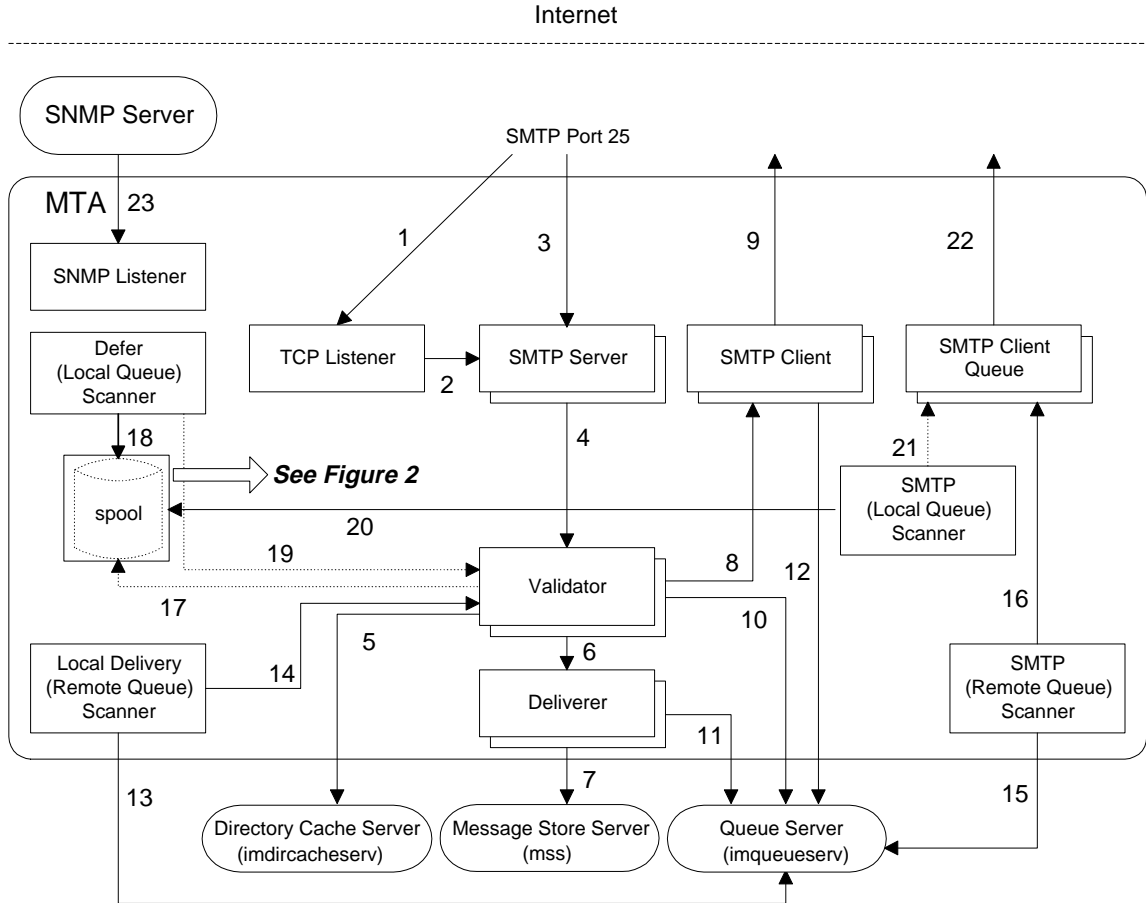 Internet
SNMP Server
SMTP Port 25
MTA
23
1
3
9
22
SNMP Listener
TCP Listener
2
SMTP Server
SMTP Client
SMTP Client
Queue
Defer
(Local Queue)
Scanner
18
4
21
See Figure 2
spool
SMTP
(Local Queue)
Scanner
20
19
17
Validator
8
12
10
16
5
6
14
Local Delivery
(Remote Queue)
Scanner
Deliverer
11
SMTP
(Remote Queue)
Scanner
13
7
15
Directory Cache Server
(imdircacheserv)
Message Store Server
(mss)
Queue Server
(imqueueserv)